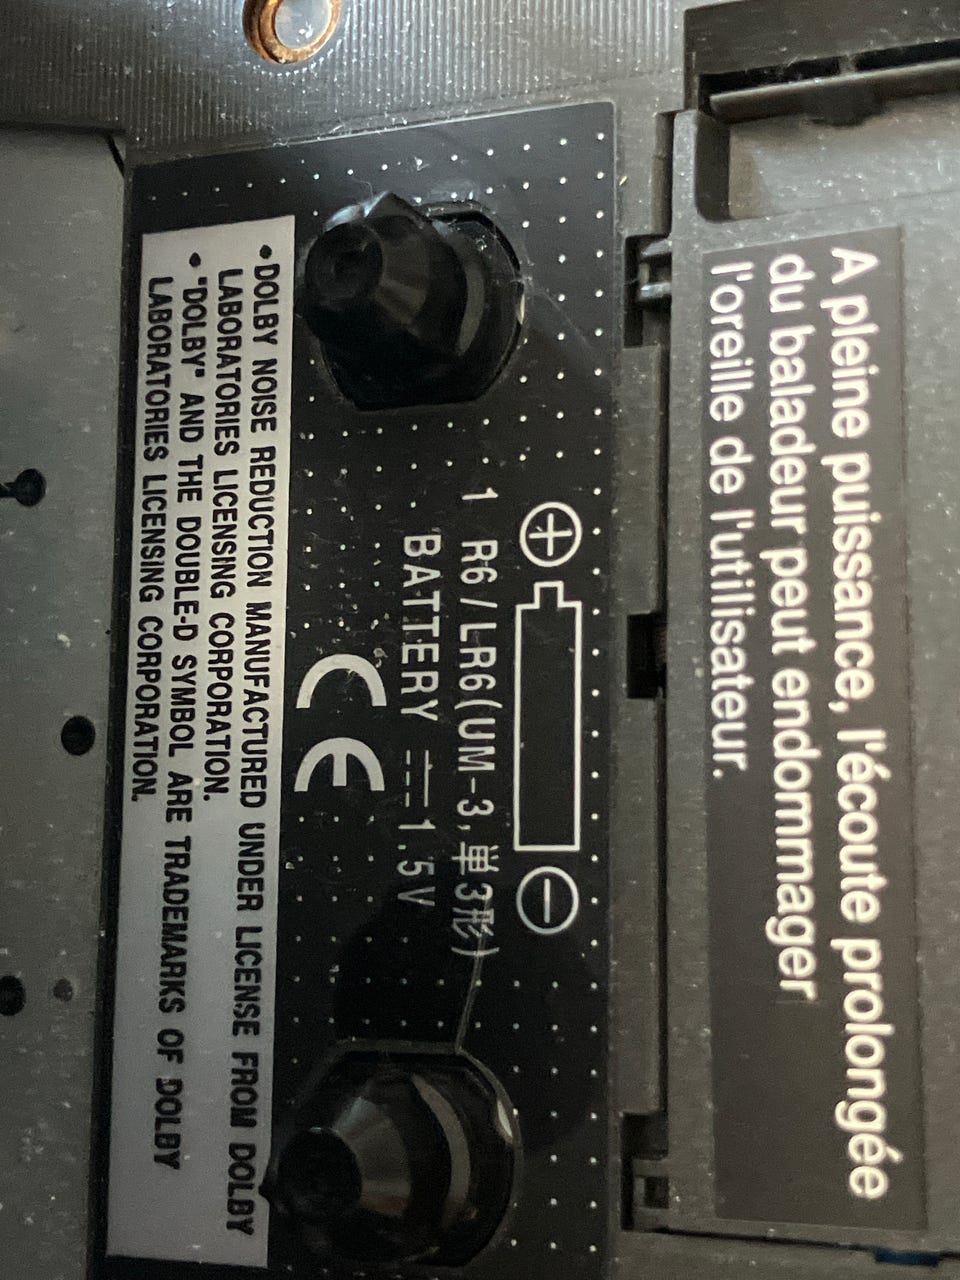 A pleine puissance, l'écoute prolongée
du baladeur peut endommager
l'oreille de l'utilisateur.
⊕ ⊖
1 R6/LR6(UM-3,単3形)
BATTERY ⎓1.5V
CE
•DOLBY NOISE REDUCTION MANUFACTURED UNDER LICENSE FROM DOLBY
LABORATORIES LICENSING CORPORATION.
•"DOLBY" AND THE DOUBLE-D SYMBOL ARE TRADEMARKS OF DOLBY
LABORATORIES LICENSING CORPORATION.